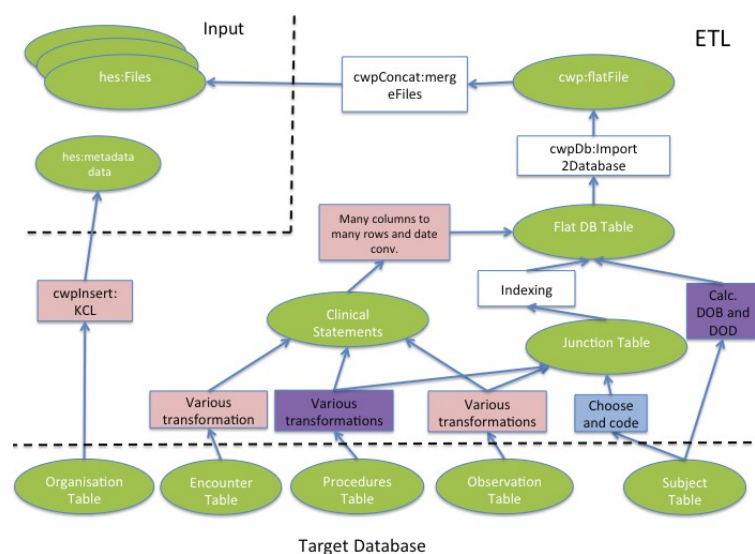 Input
ETL
hes:Files
cwpConcat:merg
eFiles
cwp:flatFile
hes:metadata
data
cwpDb:Import
2Database
Many columns to
many rows and date
conv.
Flat DB Table
cwpInsert:
KCL
Indexing
Calc.
DOB and
DOD
Clinical
Statements
Junction Table
Various
transformation
Various
transformations
Various
transformations
Choose
and code
Organisation
Table
Encounter
Table
Procedures
Table
Observation
Table
Subject
Table
Target Database